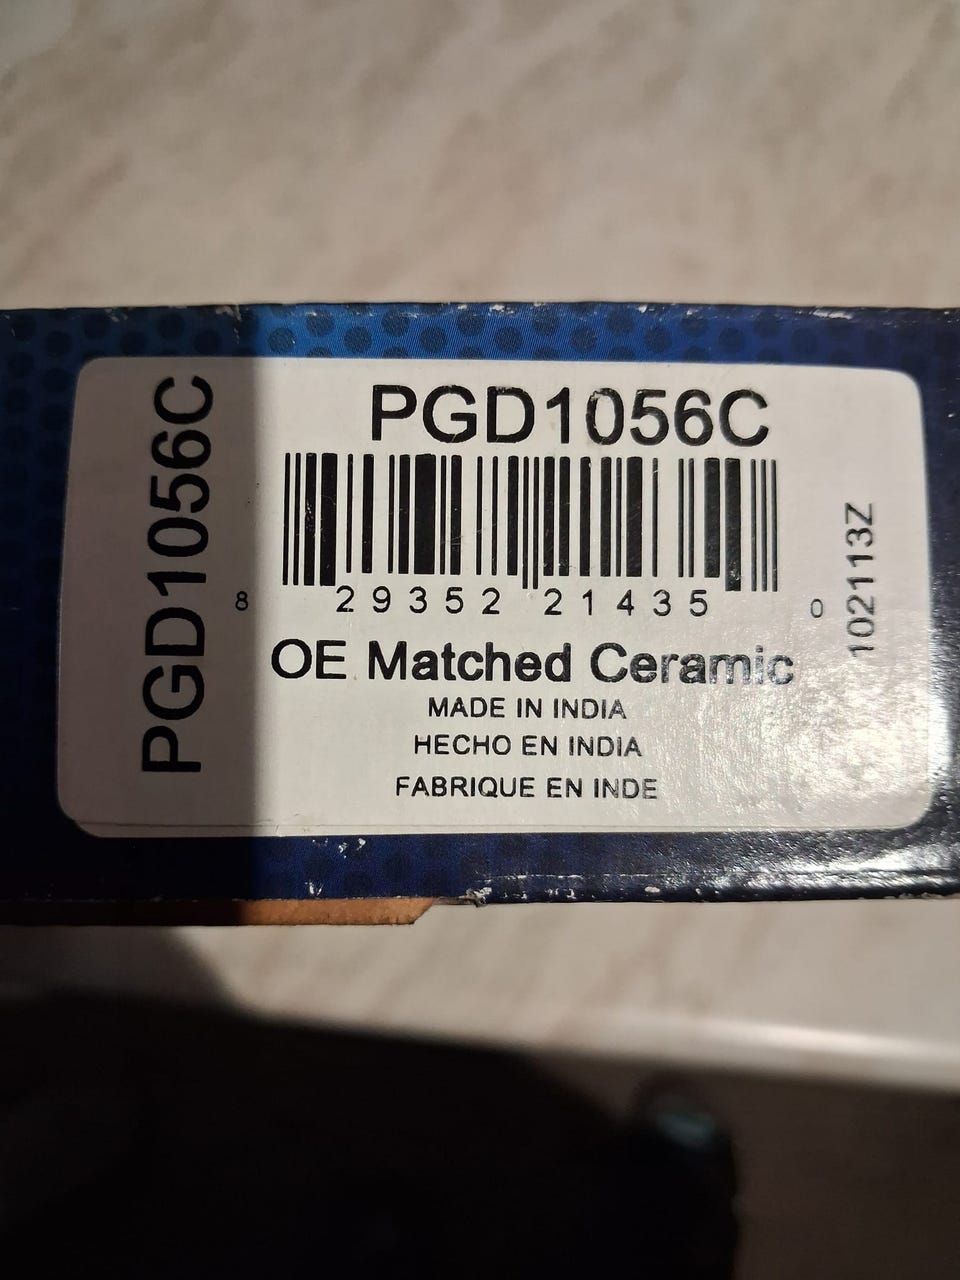 PGD1056C
PGD1056C
8 29352 21435 0
102113Z
OE Matched Ceramic
MADE IN INDIA
HECHO EN INDIA
FABRIQUE EN INDE